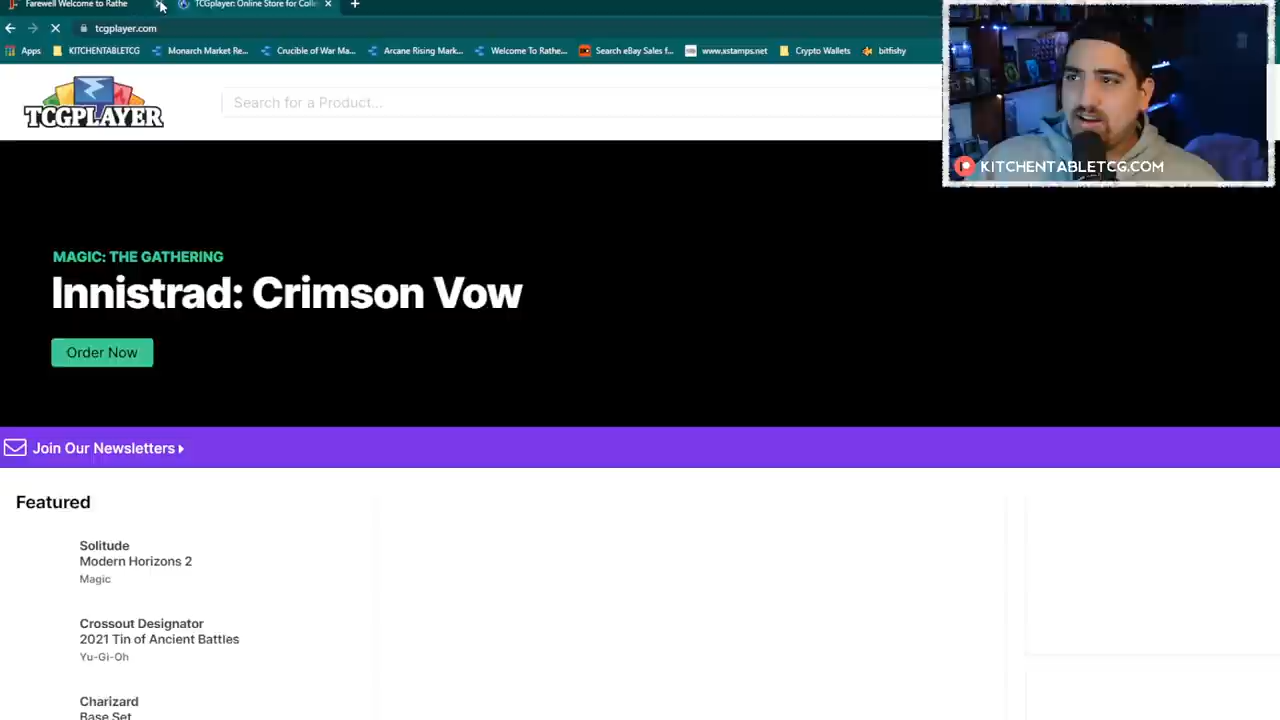 Farewell Welcome to Rathe
TCGplayer: Online Store for Colle
tcgplayer.com
Apps
KITCHENTABLETCG
Monarch Market Re...
Crucible of War Ma...
Arcane Rising Mark...
Welcome To Rathe...
Search eBay Sales f...
www.xstamps.net
Crypto Wallets
bitfishy
TCGPLAYER
Search for a Product...
KITCHENTABLETCG.COM
MAGIC: THE GATHERING
Innistrad: Crimson Vow
Order Now
Join Our Newsletters
Featured
Solitude
Modern Horizons 2
Magic
Crossout Designator
2021 Tin of Ancient Battles
Yu-Gi-Oh
Charizard
Base Set